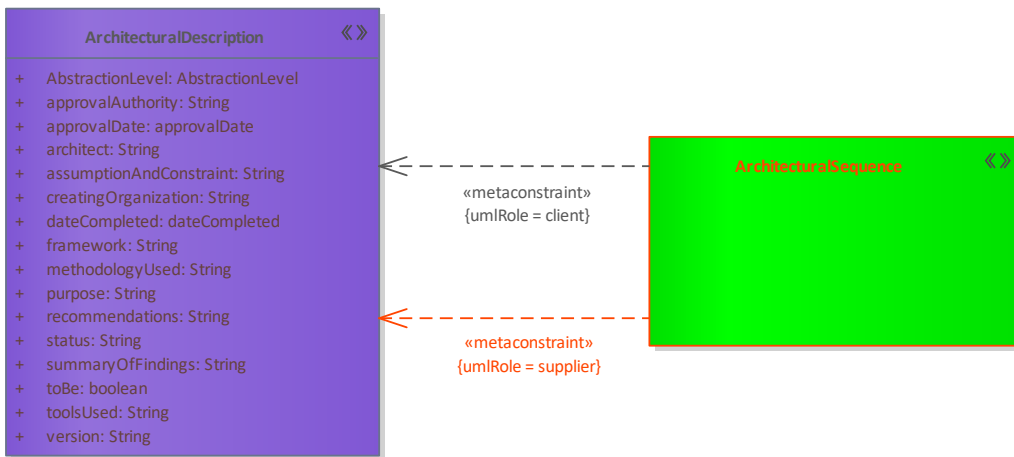 ArchitecturalDescription «»
+ AbstractionLevel: AbstractionLevel
+ approvalAuthority: String
+ approvalDate: approvalDate
+ architect: String
+ assumptionAndConstraint: String
+ creatingOrganization: String
+ dateCompleted: dateCompleted
+ framework: String
+ methodologyUsed: String
+ purpose: String
+ recommendations: String
+ status: String
+ summaryOfFindings: String
+ toBe: boolean
+ toolsUsed: String
+ version: String
«metaconstraint»
{umlRole = client}
«metaconstraint»
{umlRole = supplier}
ArchitecturalSequence «»